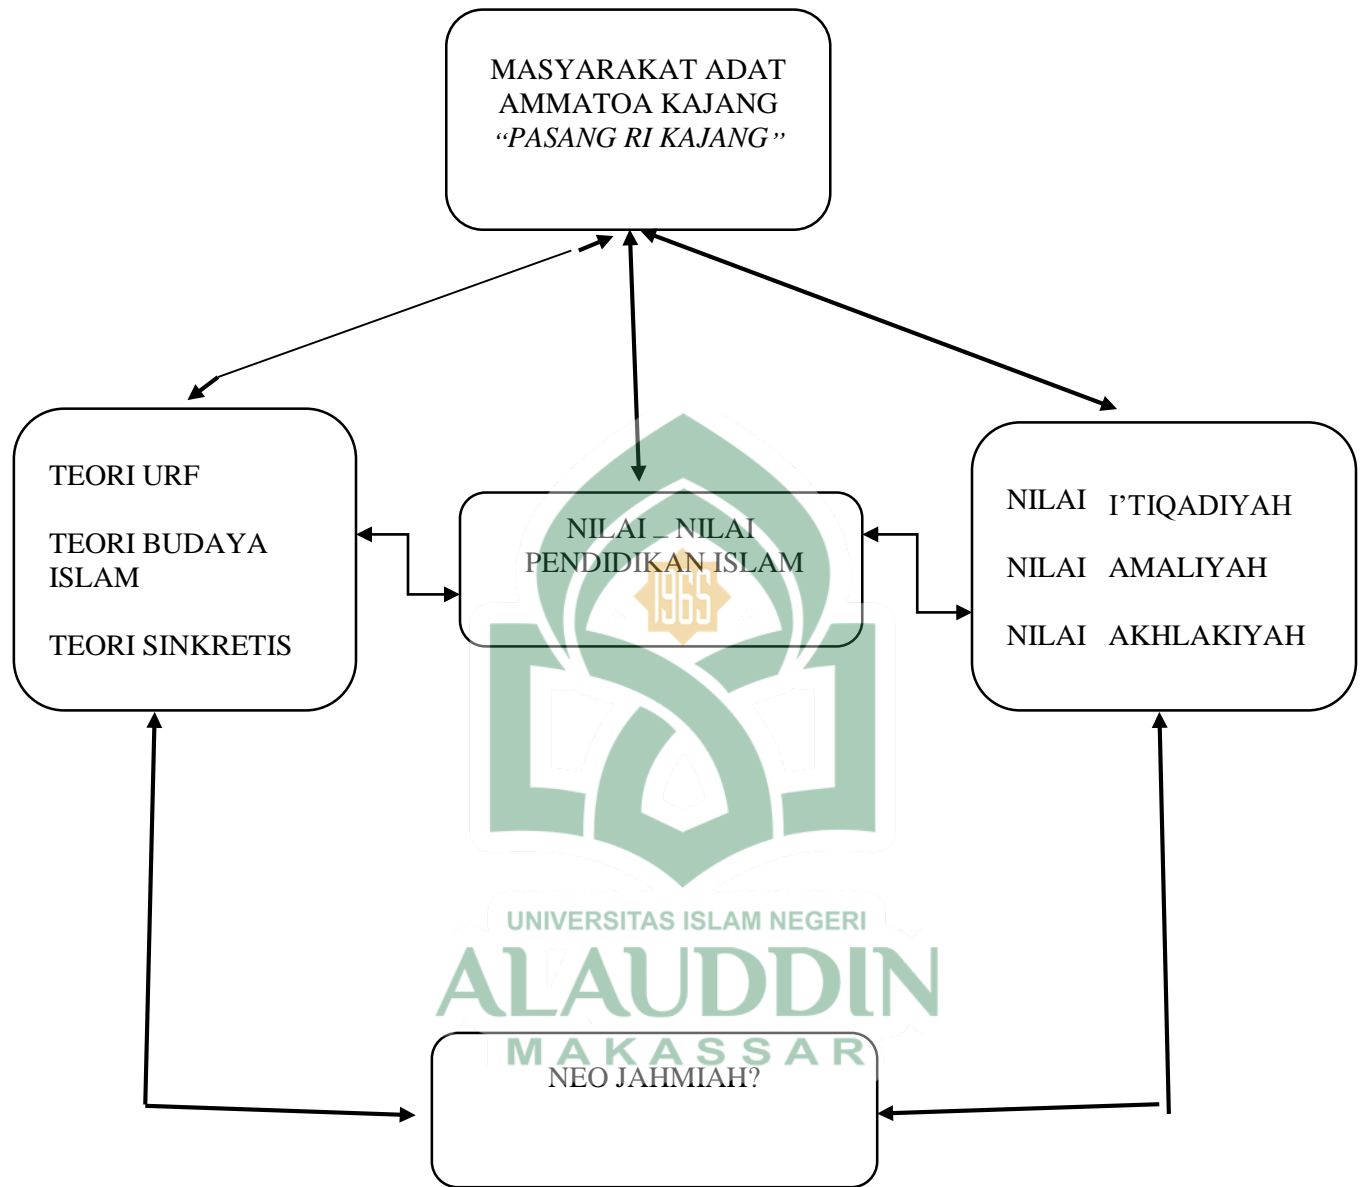 MASYARAKAT ADAT
AMMATOA KAJANG
“PASANG RI KAJANG”
TEORI URF
TEORI BUDAYA
ISLAM
TEORI SINKRETIS
NILAI – NILAI
PENDIDIKAN ISLAM
1965
NILAI I’TIQADIYAH
NILAI AMALIYAH
NILAI AKHLAKIYAH
UNIVERSITAS ISLAM NEGERI
ALAUDDIN
MAKASSAR
NEO JAHMIAH?